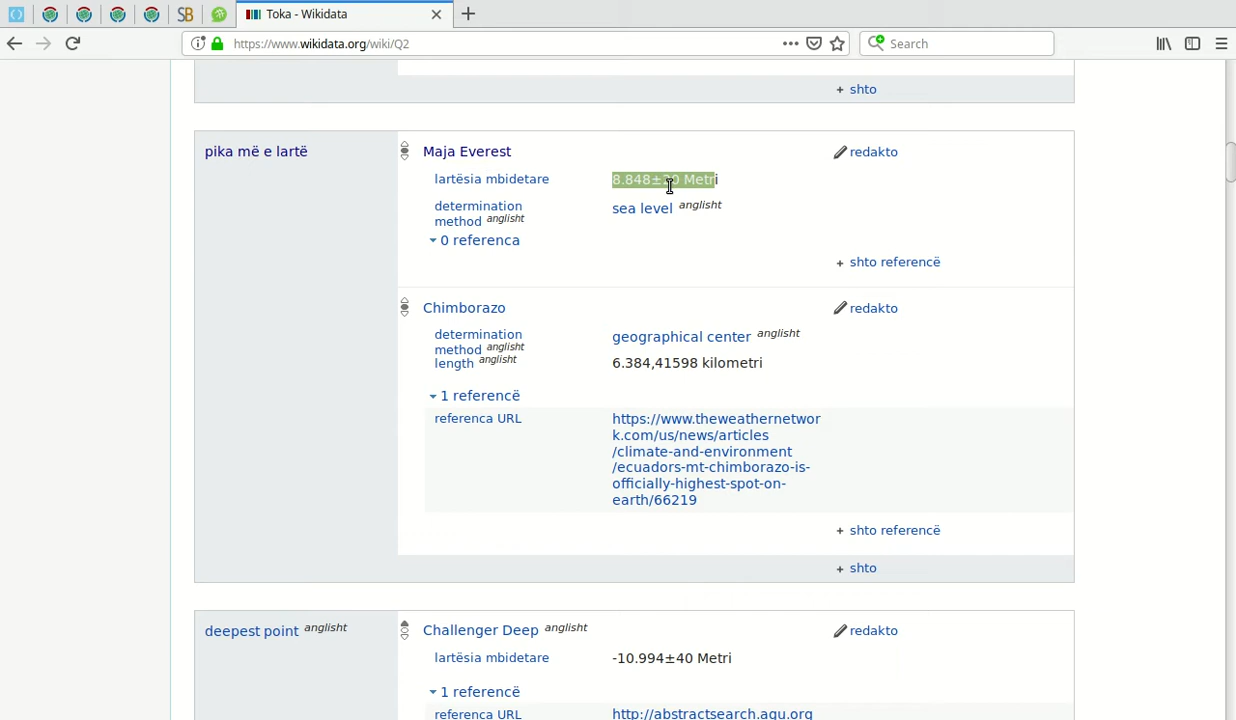 SB
Toka - Wikidata
https://www.wikidata.org/wiki/Q2
Search
+ shto
pika më e lartë
Maja Everest
redakto
lartësia mbidetare
8.848±20 Metri
determination
method anglisht
sea level anglisht
0 referenca
+ shto referencë
Chimborazo
redakto
determination
method anglisht
geographical center anglisht
length anglisht
6.384,41598 kilometri
1 referencë
referenca URL
https://www.theweathernetwor
k.com/us/news/articles
/climate-and-environment
/ecuadors-mt-chimborazo-is-
officially-highest-spot-on-
earth/66219
+ shto referencë
+ shto
deepest point anglisht
Challenger Deep anglisht
redakto
lartësia mbidetare
-10.994±40 Metri
1 referencë
referenca URL
http://abstractsearch.agu.org